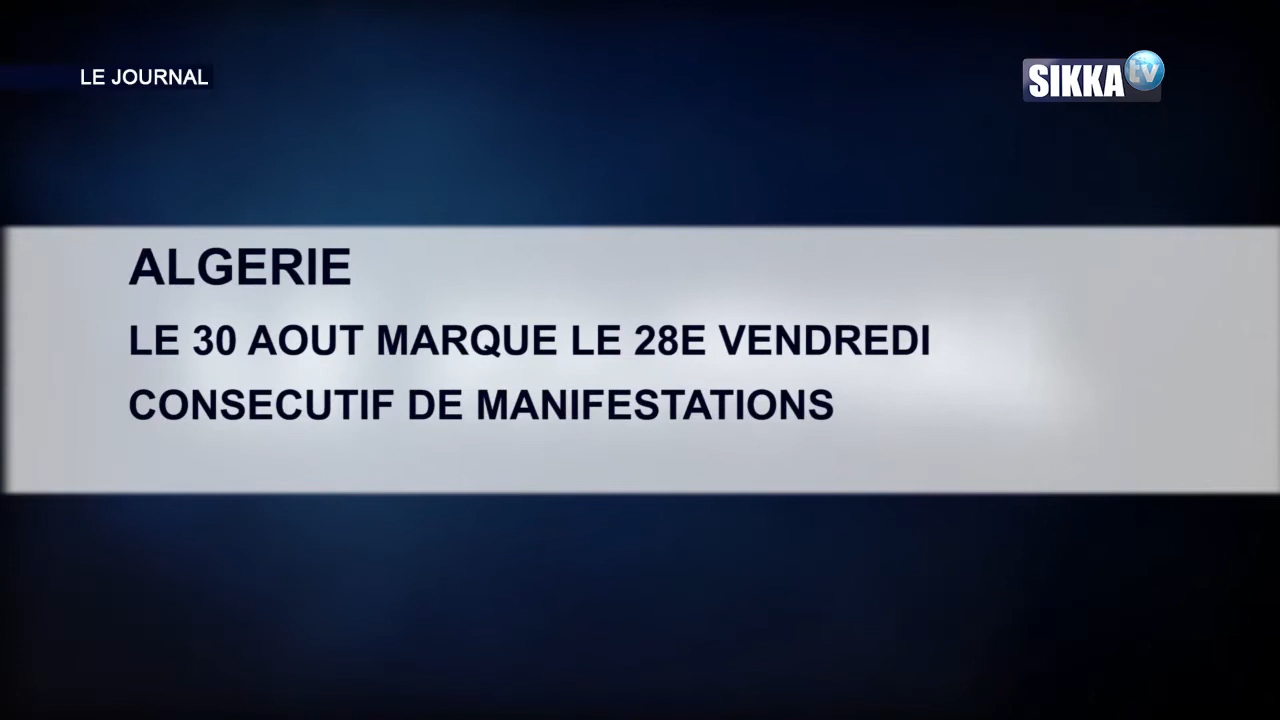 LE JOURNAL
SIKKA tv
ALGERIE
LE 30 AOUT MARQUE LE 28E VENDREDI
CONSECUTIF DE MANIFESTATIONS